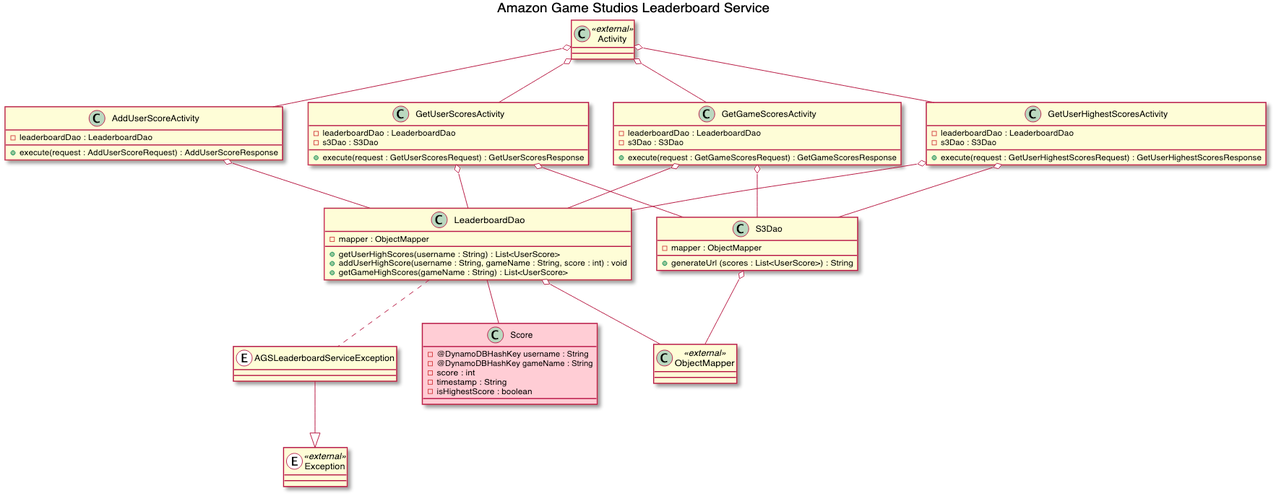 Amazon Game Studios Leaderboard Service
C
«external»
Activity
C
AddUserScoreActivity
leaderboardDao : LeaderboardDao
execute(request : AddUserScoreRequest) : AddUserScoreResponse
C
GetUserScoresActivity
leaderboardDao : LeaderboardDao
s3Dao : S3Dao
execute(request : GetUserScoresRequest) : GetUserScoresResponse
C
GetGameScoresActivity
leaderboardDao : LeaderboardDao
s3Dao : S3Dao
execute(request : GetGameScoresRequest) : GetGameScoresResponse
C
GetUserHighestScoresActivity
leaderboardDao : LeaderboardDao
s3Dao : S3Dao
execute(request : GetUserHighestScoresRequest) : GetUserHighestScoresResponse
C
LeaderboardDao
mapper : ObjectMapper
getUserHighScores(username : String) : List<UserScore>
addUserHighScore(username : String, gameName : String, score : int) : void
getGameHighScores(gameName : String) : List<UserScore>
C
S3Dao
mapper : ObjectMapper
generateUrl (scores : List<UserScore>) : String
E
AGSLeaderboardServiceException
C
Score
@DynamoDBHashKey username : String
@DynamoDBHashKey gameName : String
score : int
timestamp : String
isHighestScore : boolean
C
«external»
ObjectMapper
E
«external»
Exception